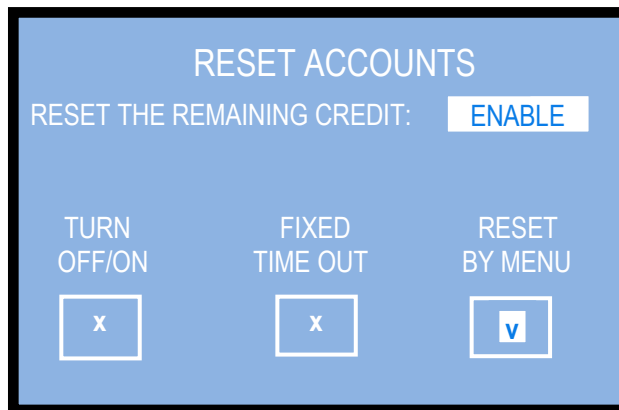 RESET ACCOUNTS
RESET THE REMAINING CREDIT: ENABLE
TURN OFF/ON
FIXED TIME OUT
RESET BY MENU
x x v